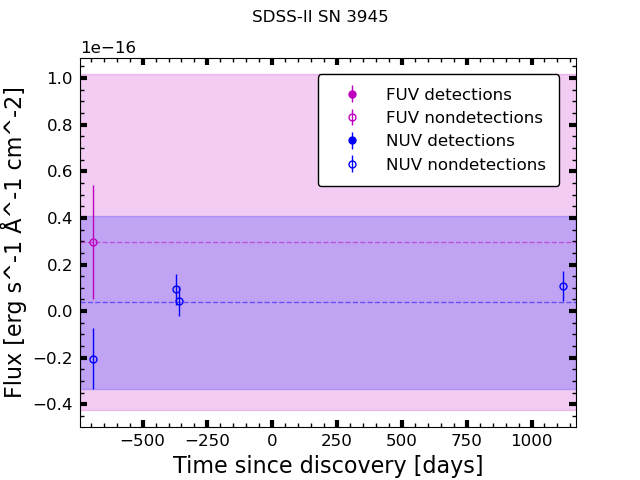 SDSS-II SN 3945
1e−16
FUV detections
FUV nondetections
NUV detections
NUV nondetections
1.0
0.8
0.6
0.4
0.2
0.0
−0.2
−0.4
Flux [erg s^-1 Å^-1 cm^-2]
−500 −250 0 250 500 750 1000
Time since discovery [days]